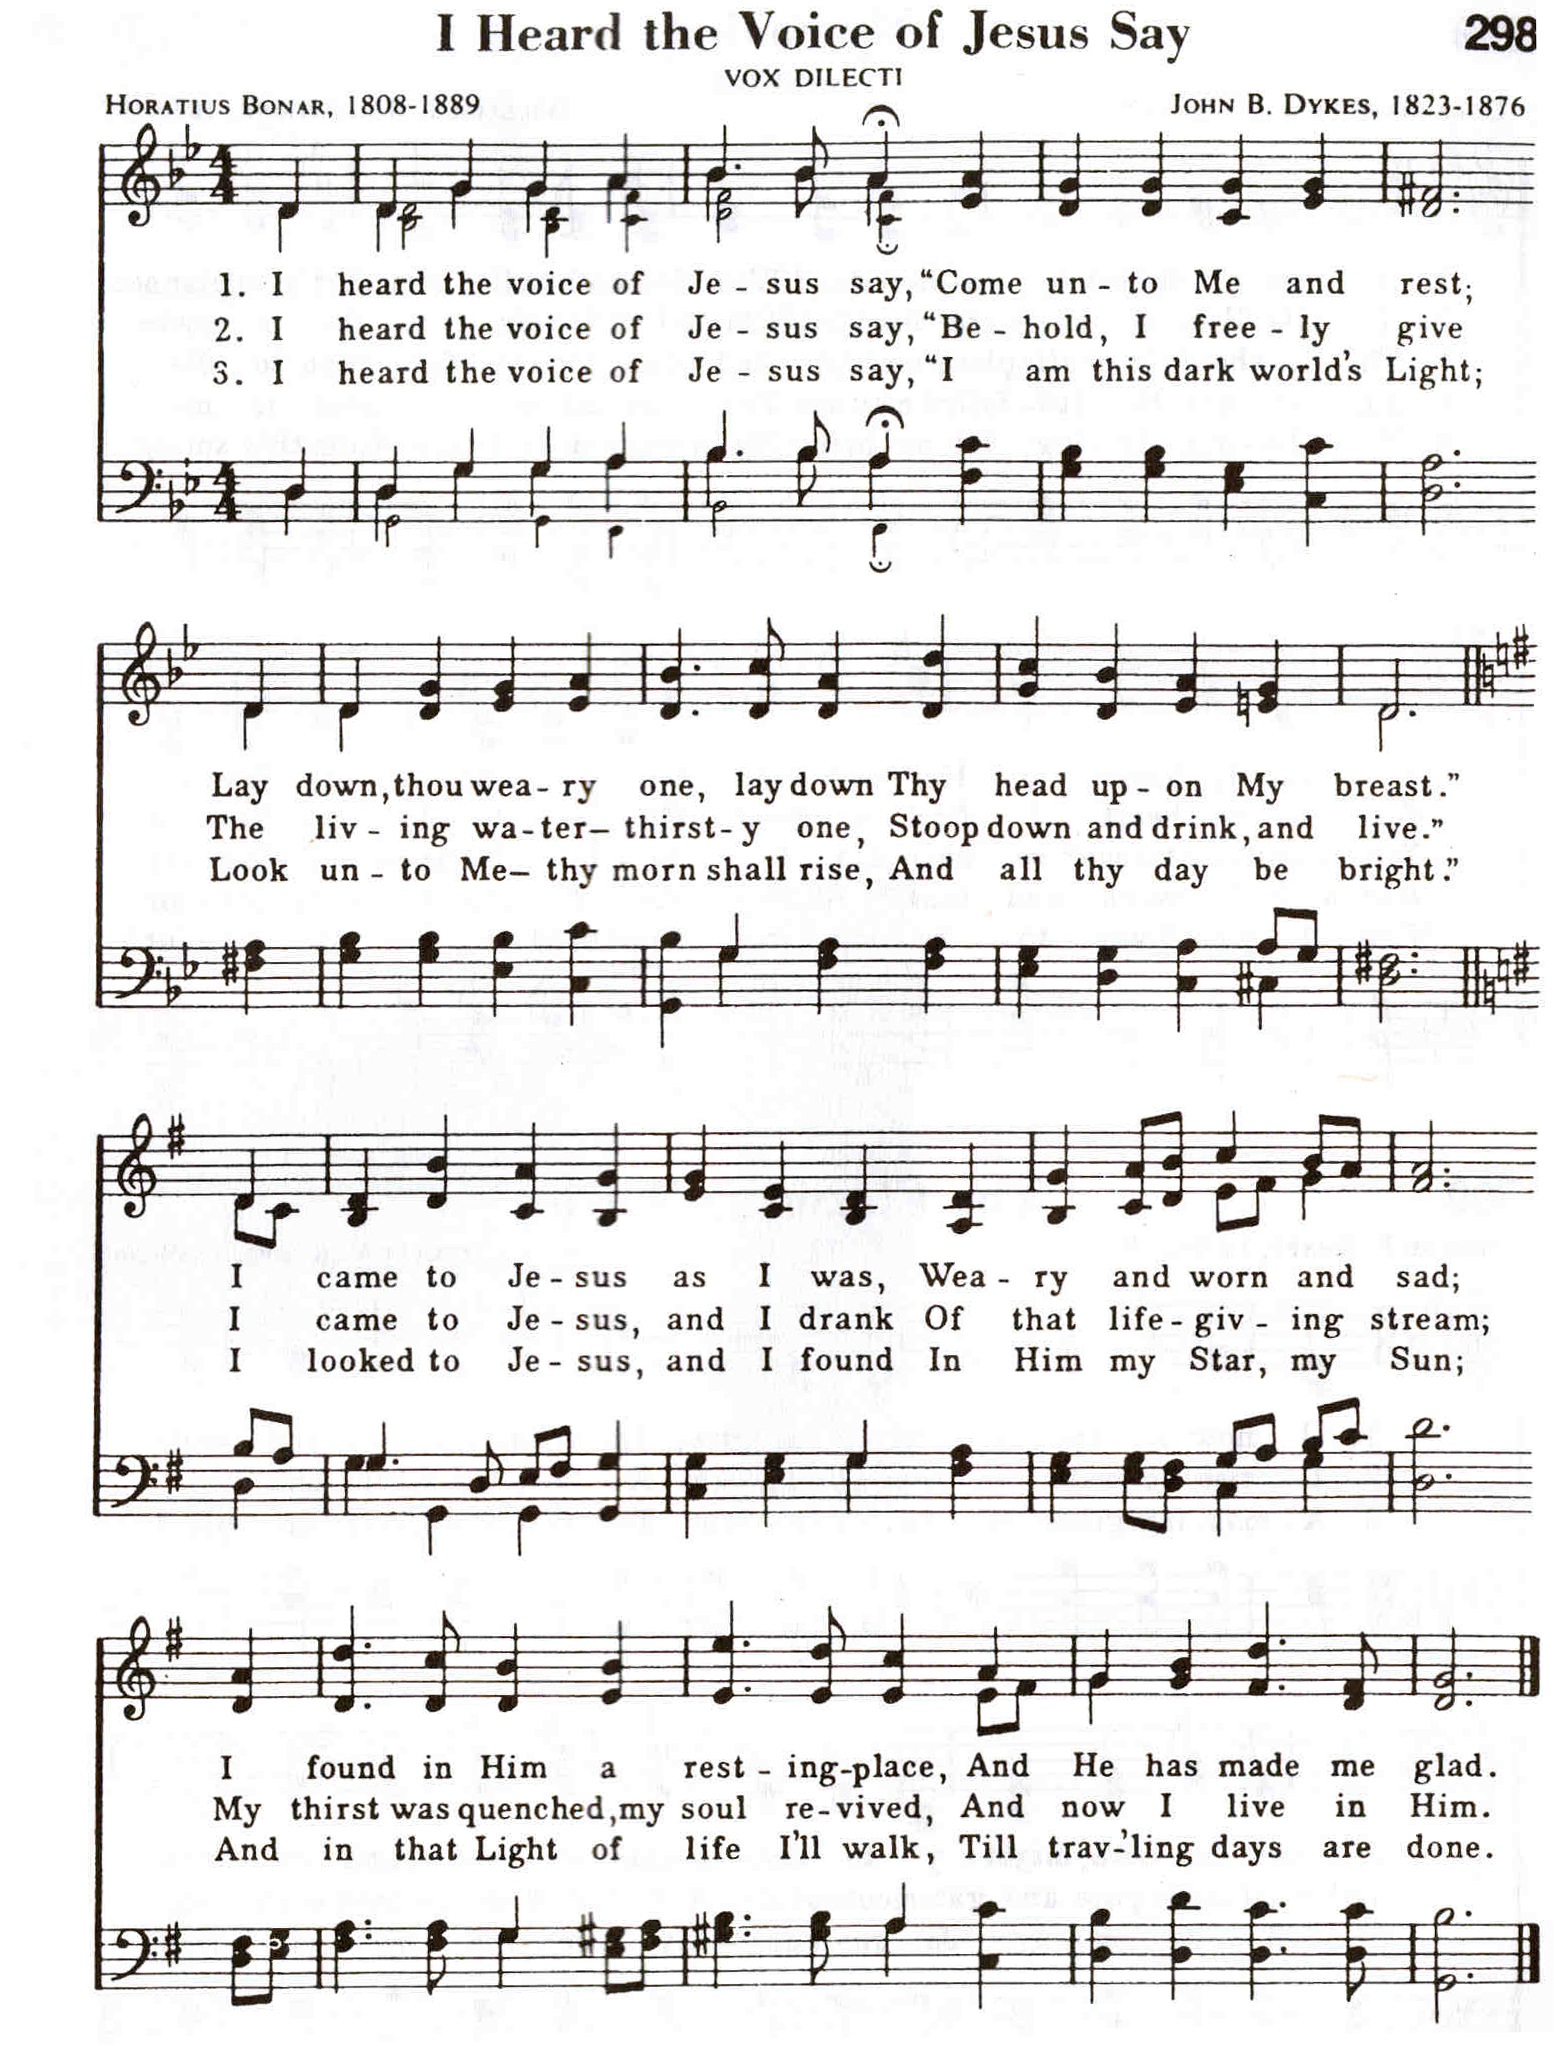 I Heard the Voice of Jesus Say 298
VOX DILECTI
HORATIUS BONAR, 1808-1889 JOHN B. DYKES, 1823-1876
1. I heard the voice of Je - sus say, “Come un - to Me and rest;
2. I heard the voice of Je - sus say, “Be - hold, I free - ly give
3. I heard the voice of Je - sus say, “I am this dark world's Light;
Lay down, thou wea - ry one, lay down Thy head up - on My breast.”
The liv - ing wa - ter— thirst - y one, Stoop down and drink, and live.”
Look un - to Me— thy morn shall rise, And all thy day be bright.”
I came to Je - sus as I was, Wea - ry and worn and sad;
I came to Je - sus, and I drank Of that life - giv - ing stream;
I looked to Je - sus, and I found In Him my Star, my Sun;
I found in Him a rest - ing-place, And He has made me glad.
My thirst was quenched, my soul re - vived, And now I live in Him.
And in that Light of life I'll walk, Till trav-'ling days are done.